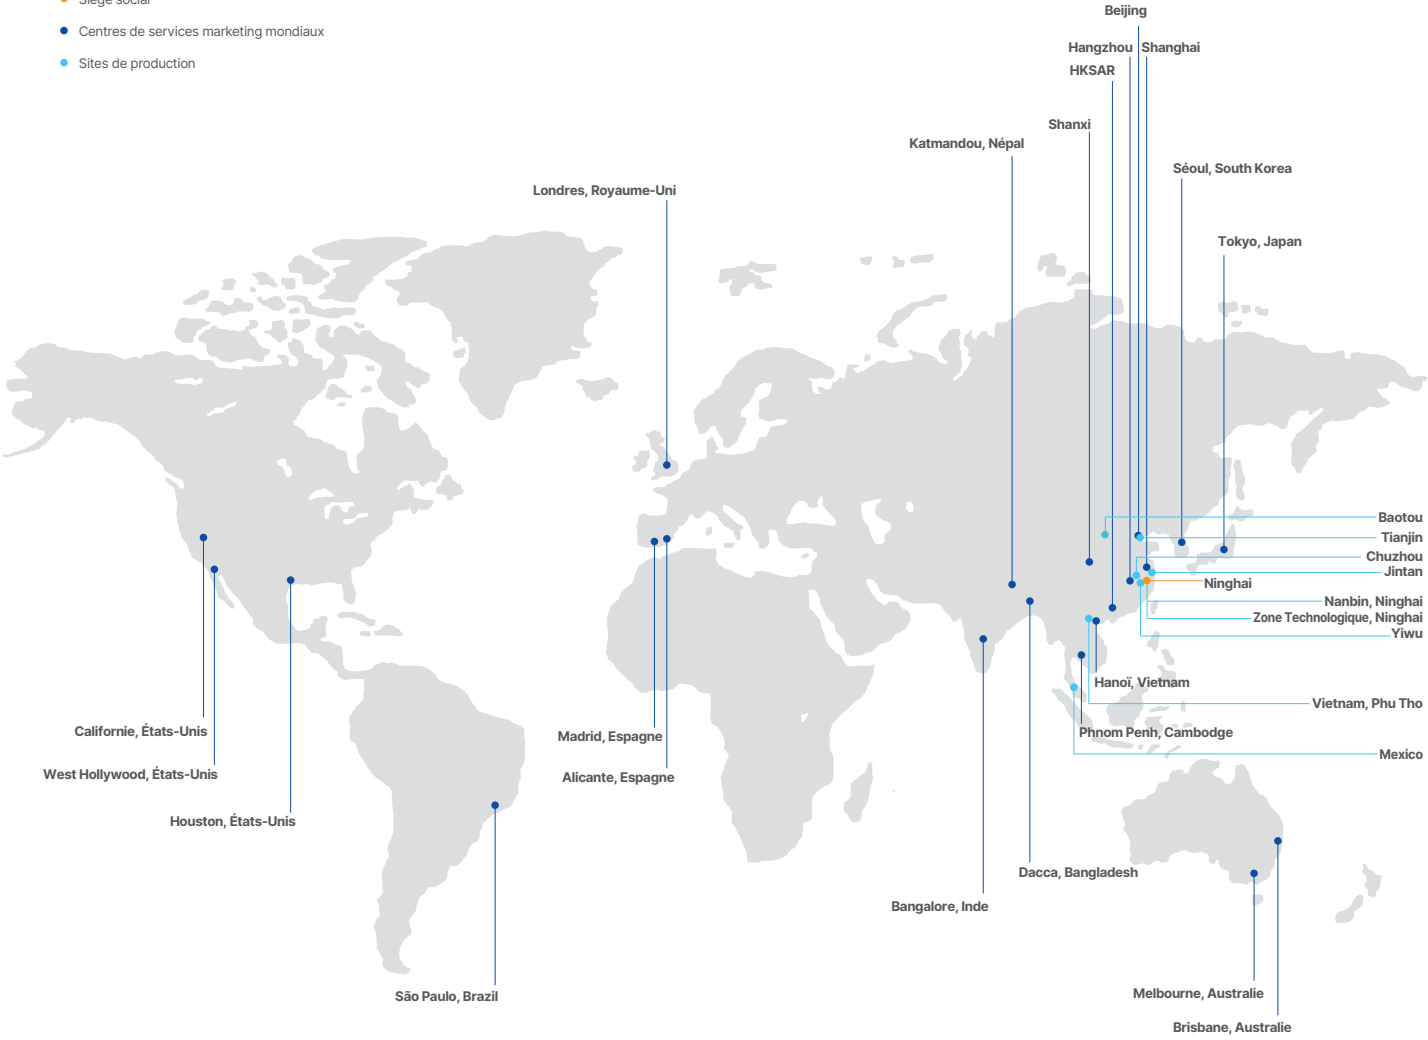 Siège social
Centres de services marketing mondiaux
Sites de production
Beijing
Hangzhou
Shanghai
HKSAR
Shanxi
Katmandou, Népal
Séoul, South Korea
Londres, Royaume-Uni
Tokyo, Japan
Baotou
Tianjin
Chuzhou
Jintan
Ninghai
Nanbin, Ninghai
Zone Technologique, Ninghai
Yiwu
Hanoï, Vietnam
Vietnam, Phu Tho
Californie, États-Unis
Madrid, Espagne
Phnom Penh, Cambodge
Mexico
West Hollywood, États-Unis
Alicante, Espagne
Houston, États-Unis
Dacca, Bangladesh
Bangalore, Inde
São Paulo, Brazil
Melbourne, Australie
Brisbane, Australie